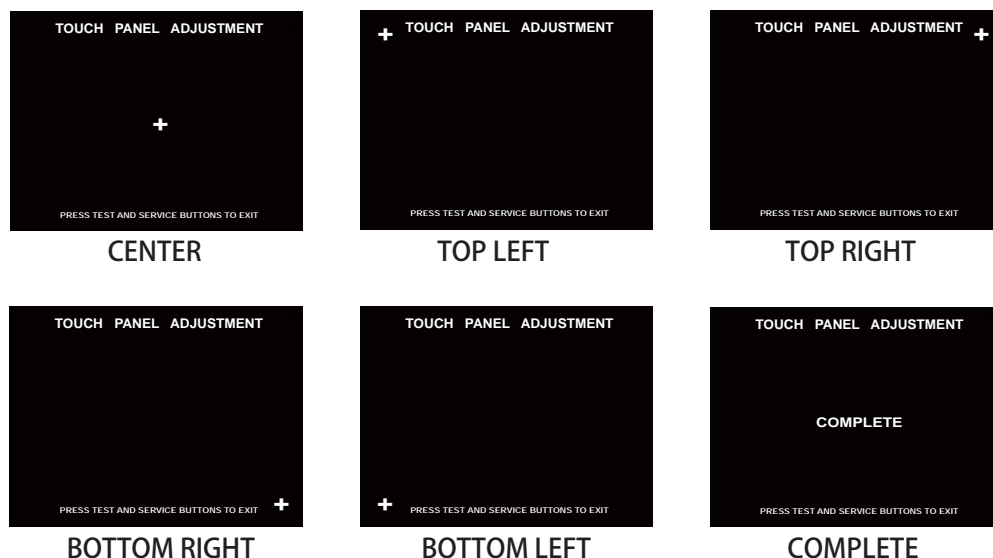 TOUCH PANEL ADJUSTMENT
+
PRESS TEST AND SERVICE BUTTONS TO EXIT
CENTER
TOUCH PANEL ADJUSTMENT
+
PRESS TEST AND SERVICE BUTTONS TO EXIT
TOP LEFT
TOUCH PANEL ADJUSTMENT
+
PRESS TEST AND SERVICE BUTTONS TO EXIT
TOP RIGHT
TOUCH PANEL ADJUSTMENT
+
PRESS TEST AND SERVICE BUTTONS TO EXIT
BOTTOM RIGHT
TOUCH PANEL ADJUSTMENT
+
PRESS TEST AND SERVICE BUTTONS TO EXIT
BOTTOM LEFT
TOUCH PANEL ADJUSTMENT
COMPLETE
PRESS TEST AND SERVICE BUTTONS TO EXIT
COMPLETE